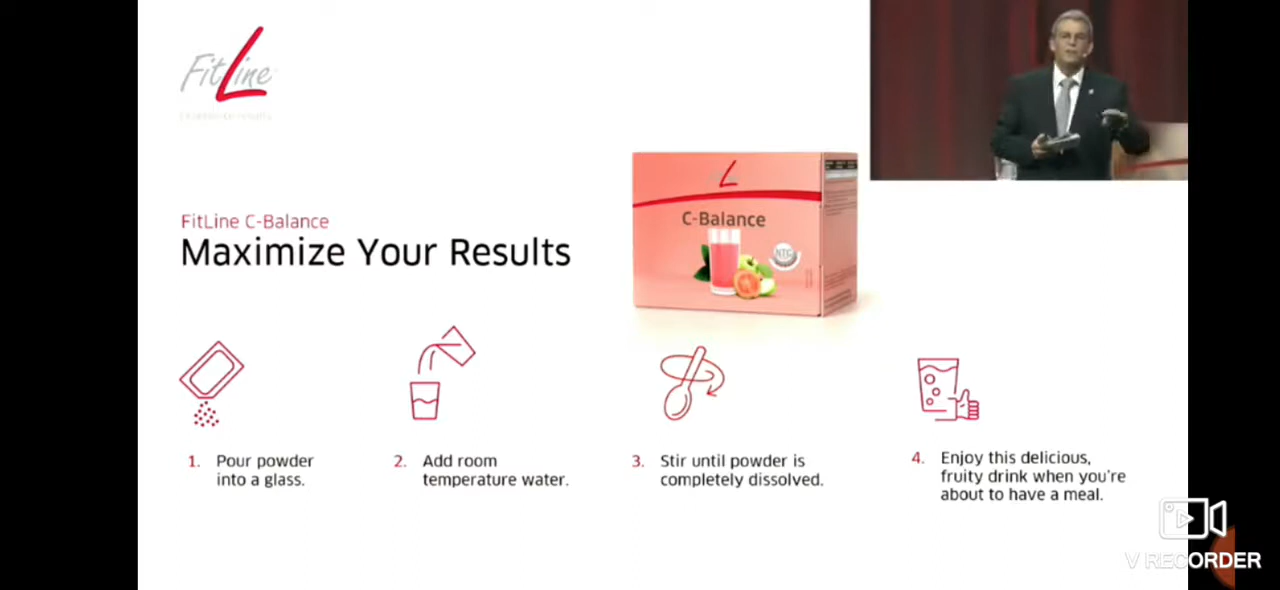 FitLine
FitLine C-Balance
Maximize Your Results
C-Balance
NTC
1. Pour powder
into a glass.
2. Add room
temperature water.
3. Stir until powder is
completely dissolved.
4. Enjoy this delicious,
fruity drink when you're
about to have a meal.
V RECORDER